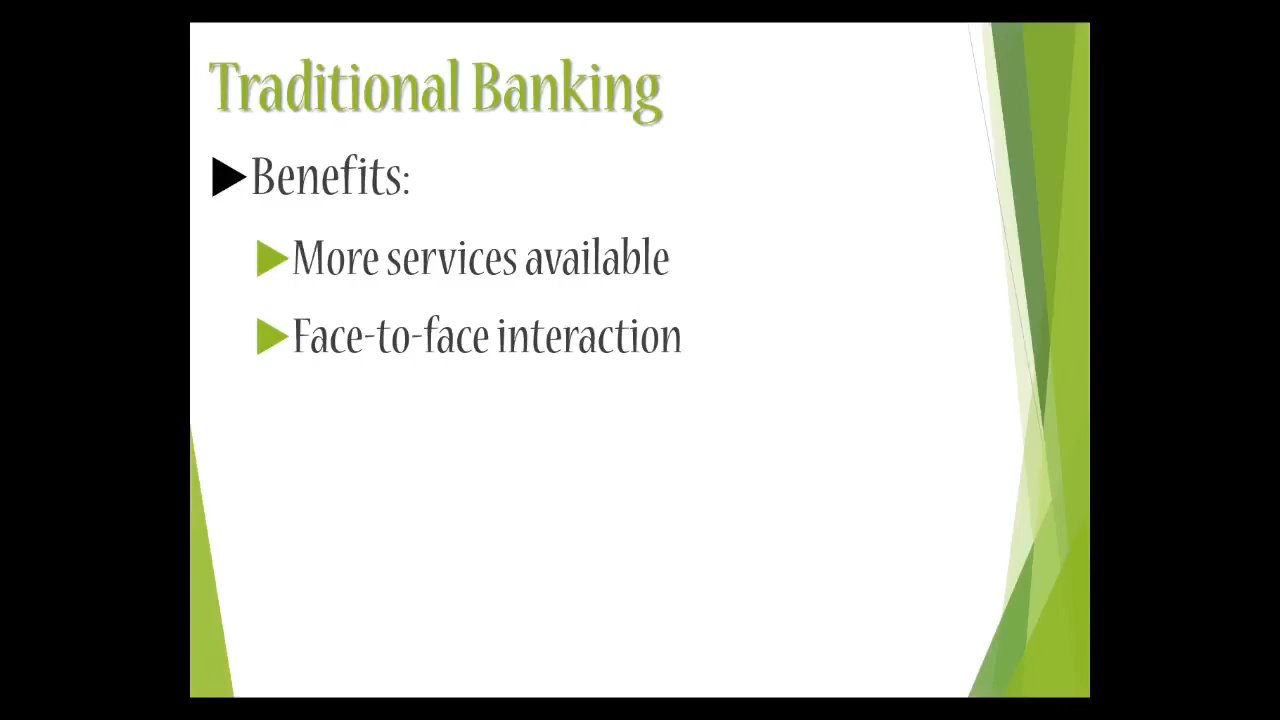 Traditional Banking
Benefits:
More services available
Face-to-face interaction